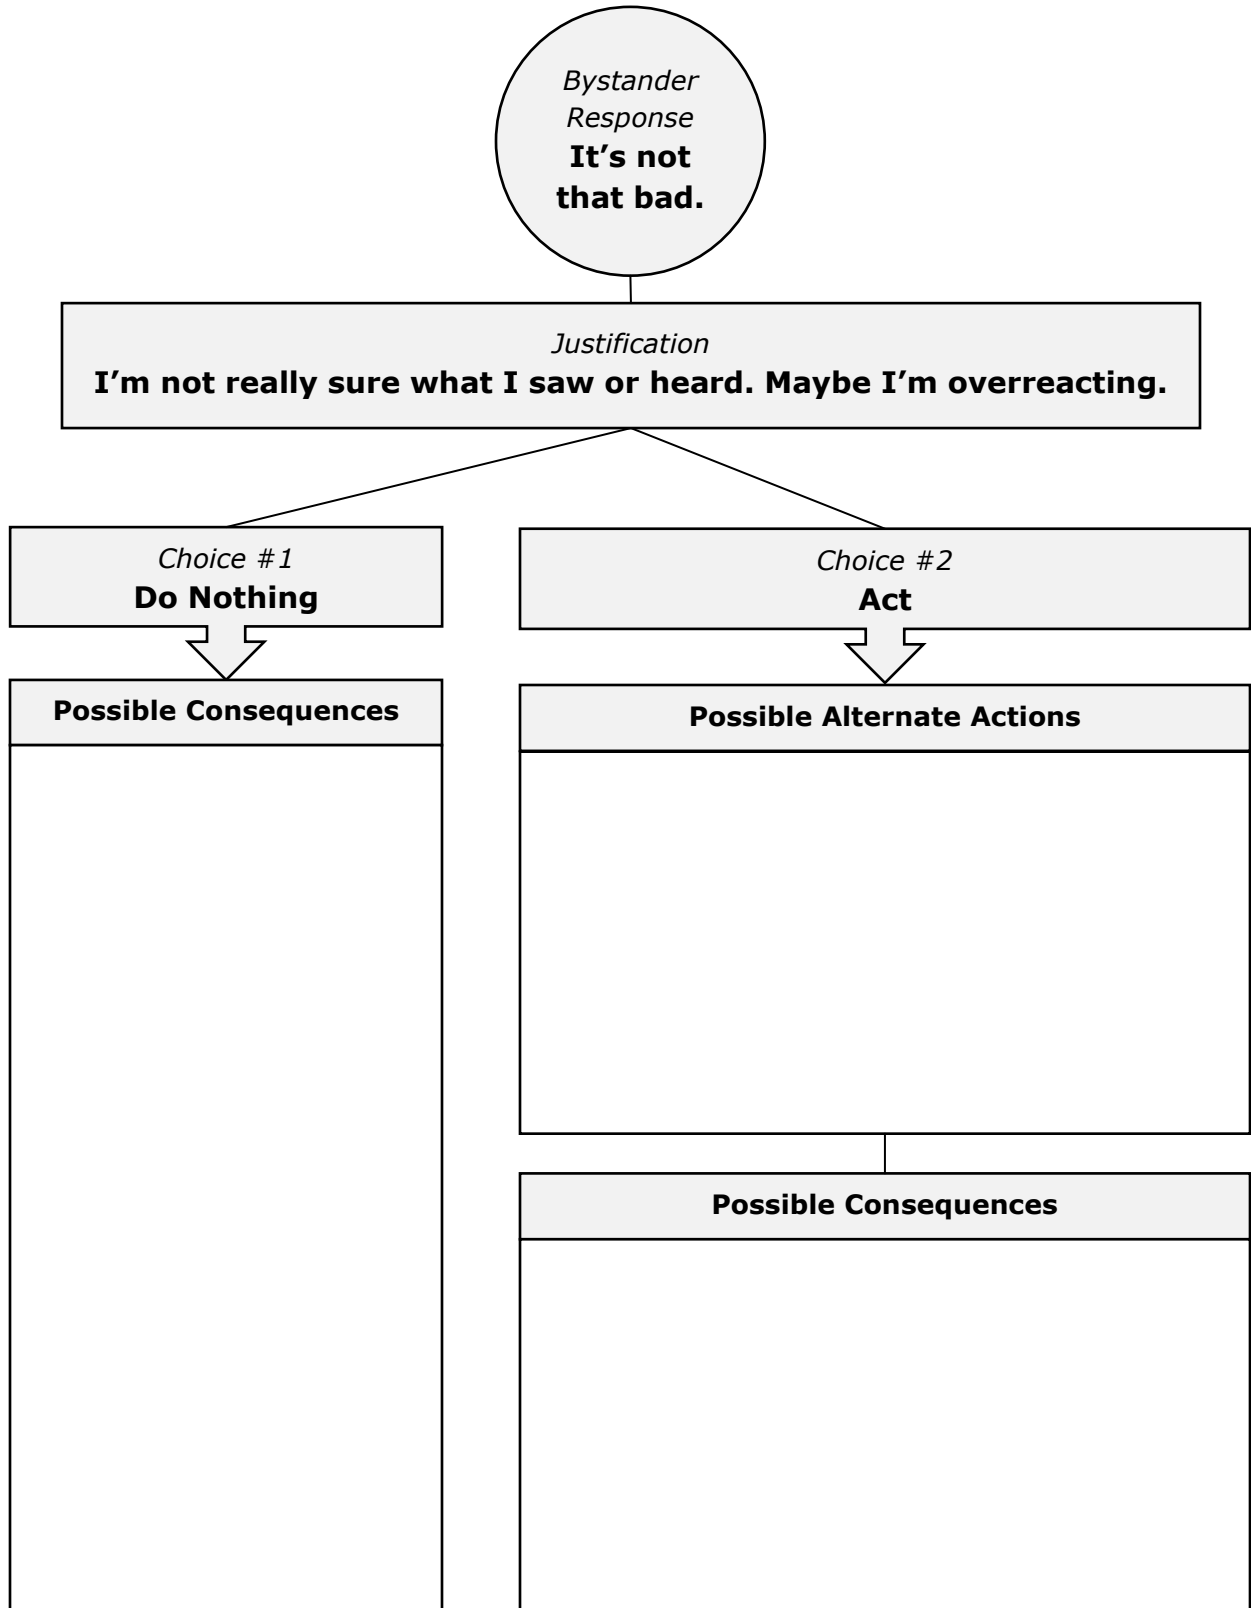 Bystander
Response
It’s not
that bad.
Justification
I’m not really sure what I saw or heard. Maybe I’m overreacting.
Choice #1
Do Nothing
Possible Consequences
Choice #2
Act
Possible Alternate Actions
Possible Consequences